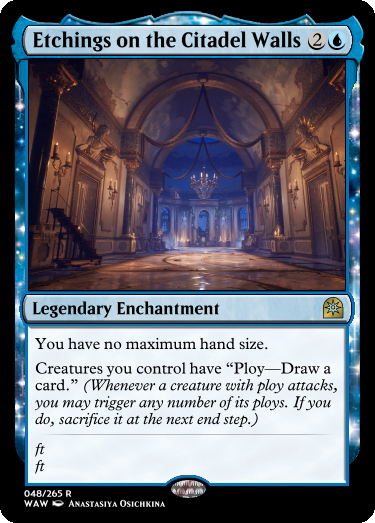 Etchings on the Citadel Walls 2
Legendary Enchantment
You have no maximum hand size.
Creatures you control have “Ploy—Draw a
card.” (Whenever a creature with ploy attacks,
you may trigger any number of its ploys. If you
do, sacrifice it at the next end step.)
ft
ft
048/265 R
WAW Anastasiya Osichkina